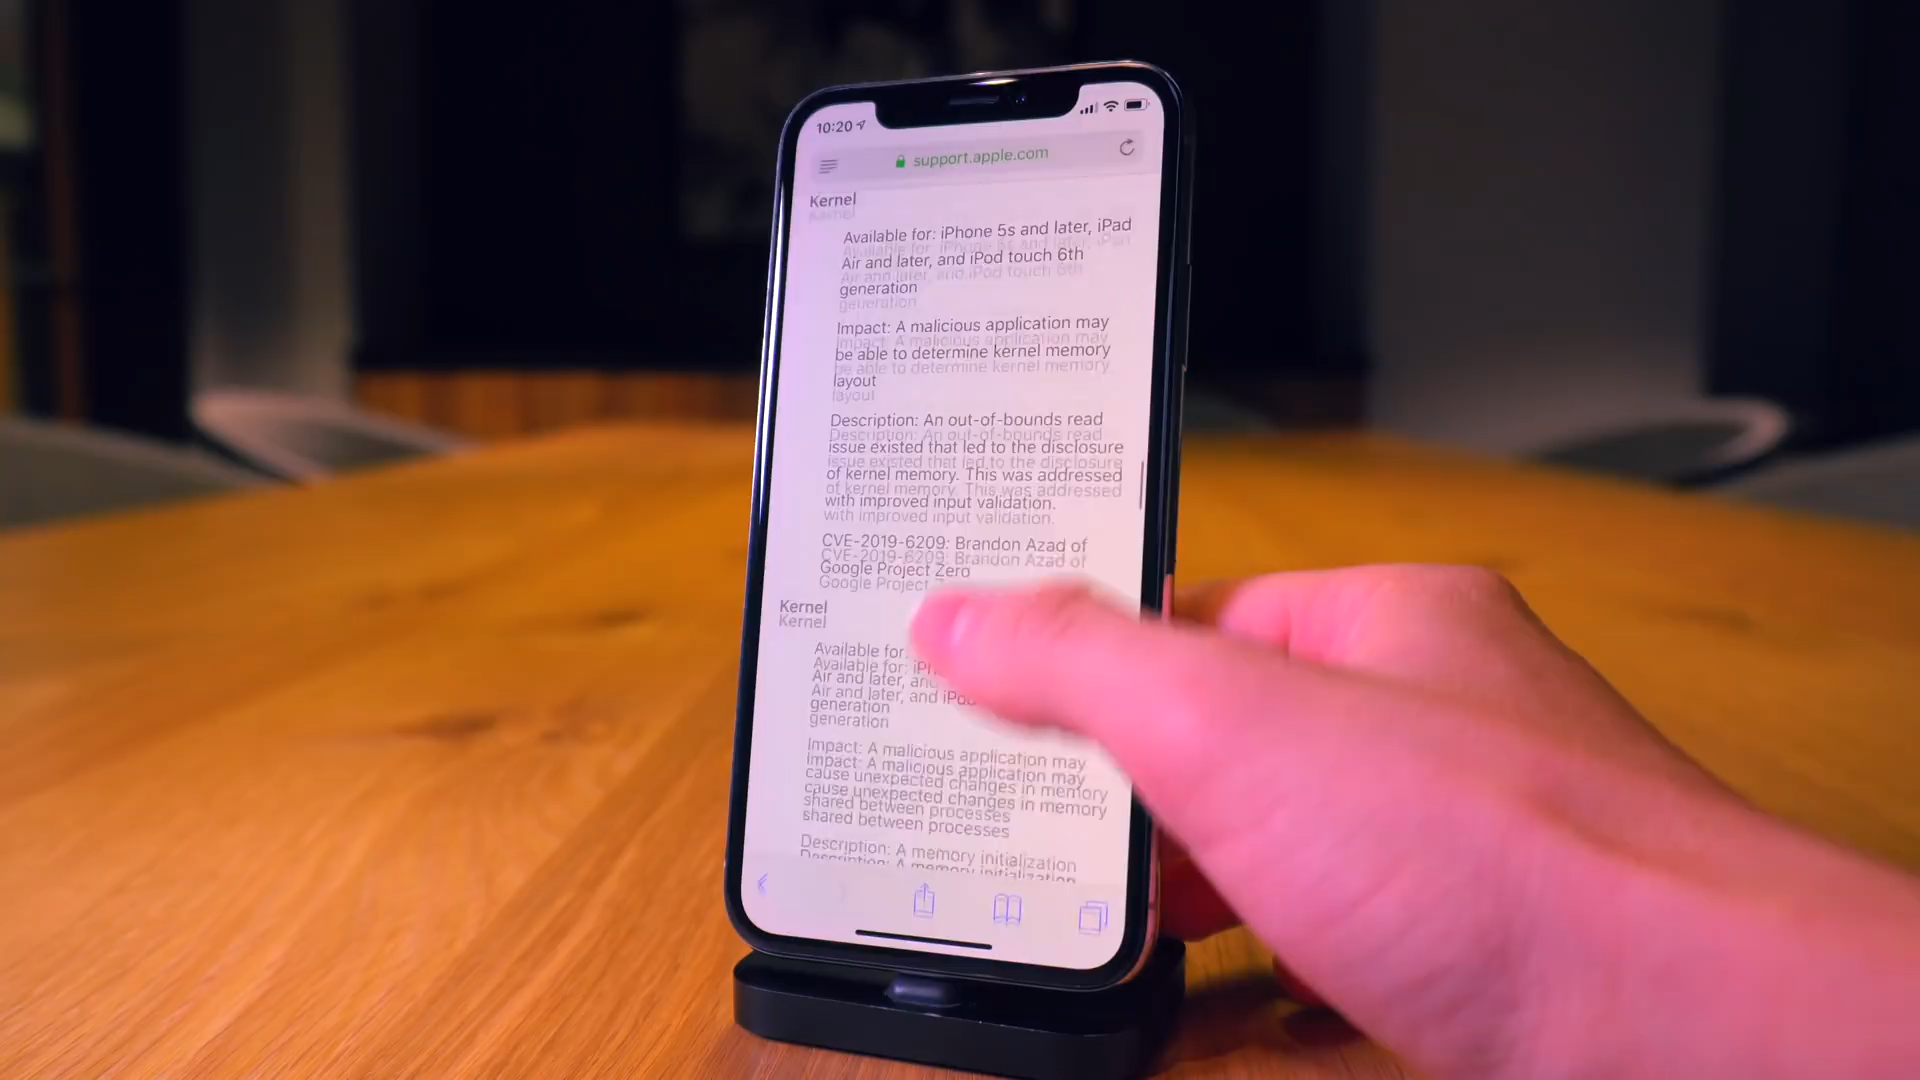 10:20
support.apple.com
Kernel
Available for: iPhone 5s and later, iPad
Air and later, and iPod touch 6th
generation
Impact: A malicious application may
be able to determine kernel memory
layout
Description: An out-of-bounds read
issue existed that led to the disclosure
of kernel memory. This was addressed
with improved input validation.
CVE-2019-6209: Brandon Azad of
Google Project Zero
Kernel
Available for:
Air and later, and
generation
Impact: A malicious application may
cause unexpected changes in memory
shared between processes
Description: A memory initialization